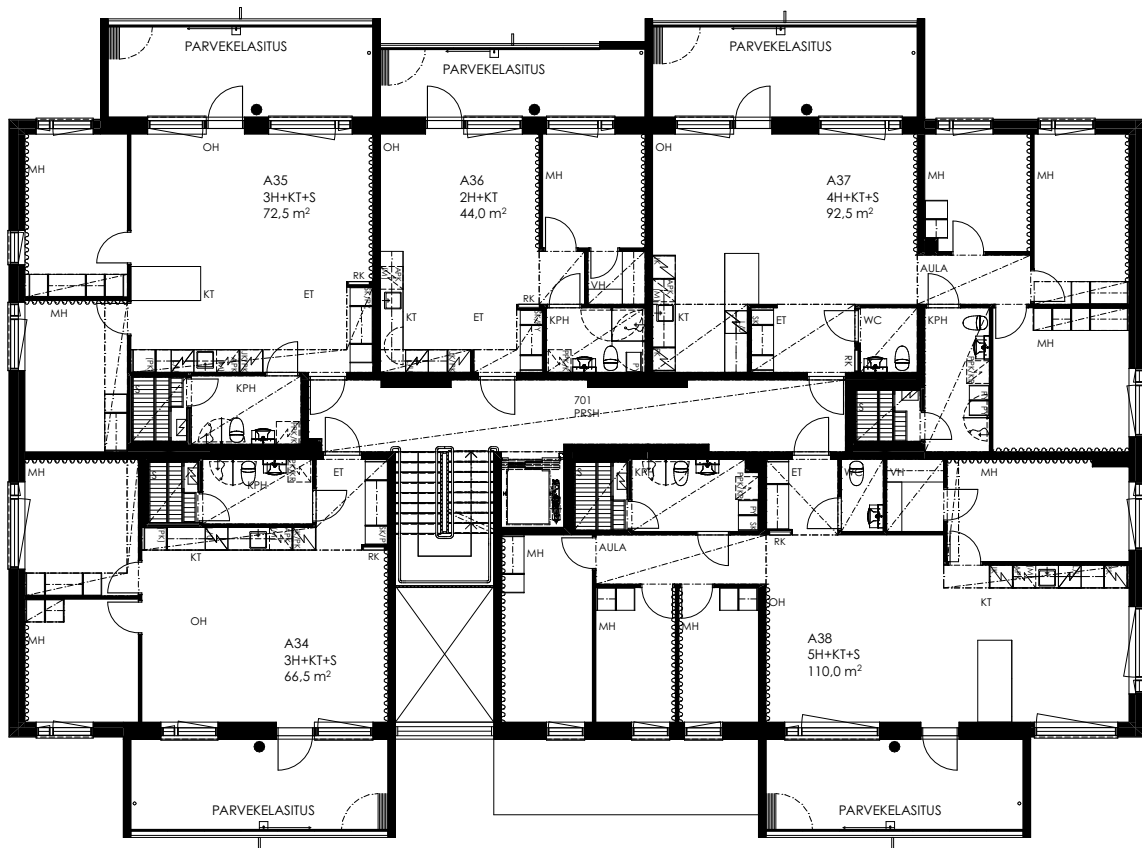 PARVEKELASITUS
PARVEKELASITUS
PARVEKELASITUS
OH
OH
OH
MH
MH
MH
MH
A35
3H+KT+S
72,5 m²
A36
2H+KT
44,0 m²
A37
4H+KT+S
92,5 m²
AULA
RK
VH
KT
ET
RK
MH
KT
ET
KPH
KT
ET
WC
KPH
MH
RK
KPH
S
701
PRSH
S
MH
S
KPH
ET
S
KPH
ET
WC
VH
MH
KT
RK
MH
AULA
RK
OH
MH
MH
MH
OH
KT
A34
3H+KT+S
66,5 m²
A38
5H+KT+S
110,0 m²
PARVEKELASITUS
PARVEKELASITUS